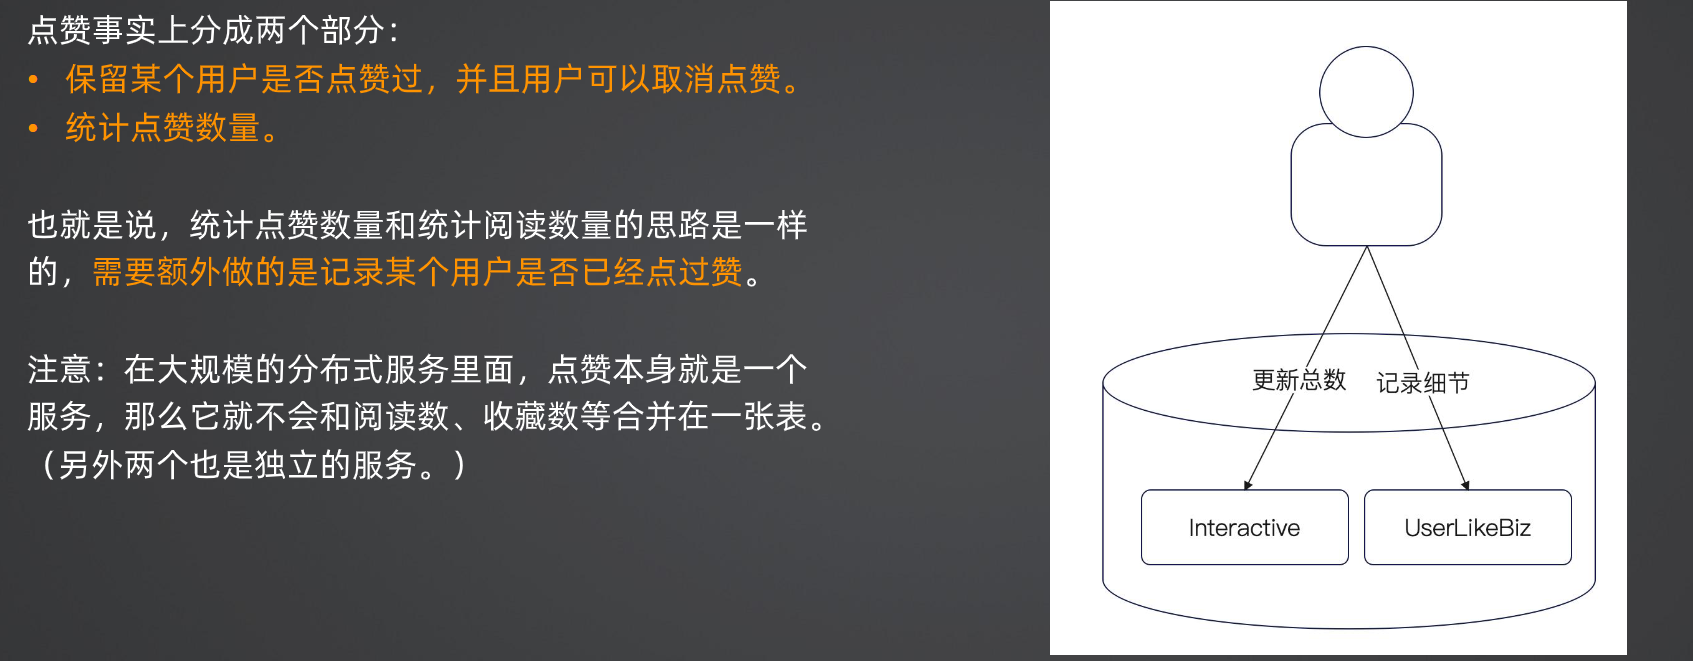 点赞事实上分成两个部分：
• 保留某个用户是否点赞过，并且用户可以取消点赞。
• 统计点赞数量。
也就是说，统计点赞数量和统计阅读数量的思路是一样
的，需要额外做的是记录某个用户是否已经点过赞。
注意：在大规模的分布式服务里面，点赞本身就是一个
服务，那么它就不会和阅读数、收藏数等合并在一张表。
（另外两个也是独立的服务。）
更新总数
记录细节
Interactive
UserLikeBiz